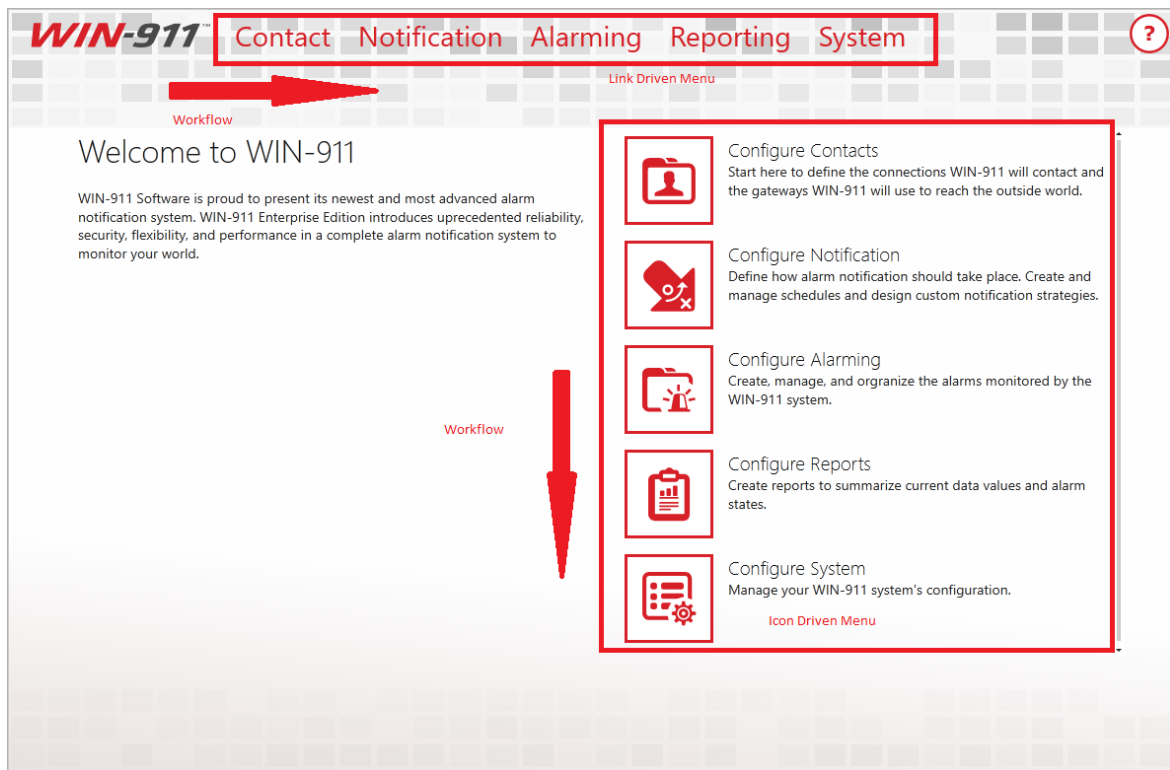 WIN-911™ Contact Notification Alarming Reporting System ?
Link Driven Menu
Workflow
Welcome to WIN-911
WIN-911 Software is proud to present its newest and most advanced alarm
notification system. WIN-911 Enterprise Edition introduces uprecedented reliability,
security, flexibility, and performance in a complete alarm notification system to
monitor your world.
Workflow
Configure Contacts
Start here to define the connections WIN-911 will contact and
the gateways WIN-911 will use to reach the outside world.
Configure Notification
Define how alarm notification should take place. Create and
manage schedules and design custom notification strategies.
Configure Alarming
Create, manage, and orgranize the alarms monitored by the
WIN-911 system.
Configure Reports
Create reports to summarize current data values and alarm
states.
Configure System
Manage your WIN-911 system's configuration.
Icon Driven Menu